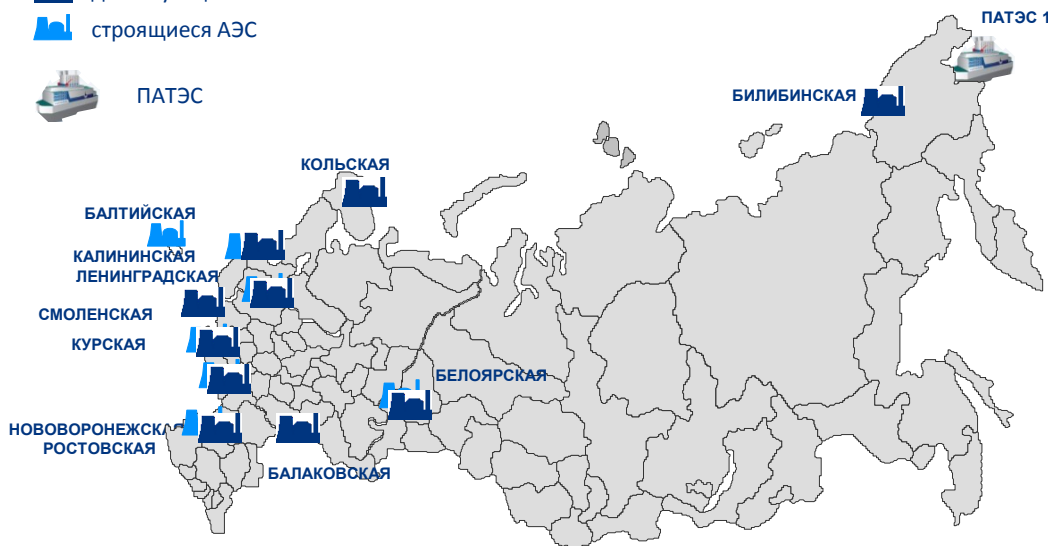 строящиеся АЭС
ПАТЭС
ПАТЭС 1
БИЛИБИНСКАЯ
КОЛЬСКАЯ
БАЛТИЙСКАЯ
КАЛИНИНСКАЯ
ЛЕНИНГРАДСКАЯ
СМОЛЕНСКАЯ
КУРСКАЯ
БЕЛОЯРСКАЯ
НОВОВОРОНЕЖСКАЯ
РОСТОВСКАЯ
БАЛАКОВСКАЯ